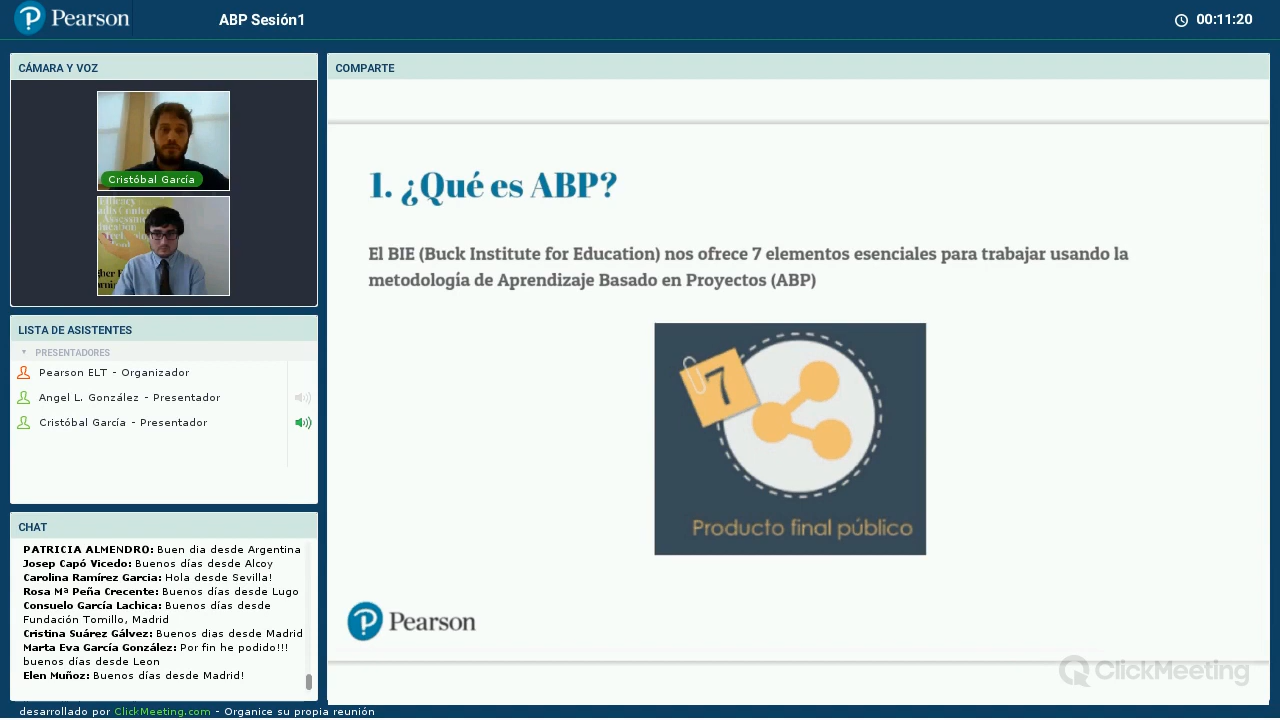 Pearson
ABP Sesión1
00:11:20
CÁMARA Y VOZ
Cristóbal García
LISTA DE ASISTENTES
PRESENTADORES
Pearson ELT - Organizador
Angel L. González - Presentador
Cristóbal García - Presentador
CHAT
PATRICIA ALMENDRO: Buen dia desde Argentina
Josep Capó Vicedo: Buenos días desde Alcoy
Carolina Ramírez Garcia: Hola desde Sevilla!
Rosa Mª Peña Crecente: Buenos días desde Lugo
Consuelo García Lachica: Buenos días desde
Fundación Tomillo, Madrid
Cristina Suárez Gálvez: Buenos dias desde Madrid
Marta Eva García González: Por fin he podido!!!
buenos días desde Leon
Elen Muñoz: Buenos días desde Madrid!
desarrollado por ClickMeeting.com - Organice su propia reunión
COMPARTE
1. ¿Qué es ABP?
El BIE (Buck Institute for Education) nos ofrece 7 elementos esenciales para trabajar usando la
metodología de Aprendizaje Basado en Proyectos (ABP)
7
Producto final público
Pearson
ClickMeeting